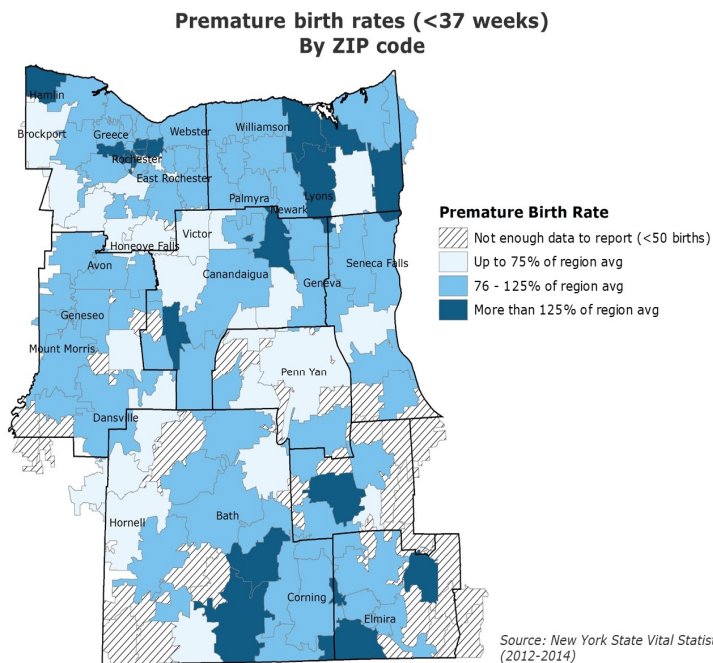 Premature birth rates (<37 weeks)
By ZIP code
Hamlin
Brockport
Greece
Webster
Williamson
Rochester
East Rochester
Palmyra
Lyons
Newark
Victor
Honeoye Falls
Avon
Canandaigua
Geneva
Seneca Falls
Geneseo
Mount Morris
Penn Yan
Dansville
Hornell
Bath
Corning
Elmira
Premature Birth Rate
Not enough data to report (<50 births)
Up to 75% of region avg
76 - 125% of region avg
More than 125% of region avg
Source: New York State Vital Statist
(2012-2014)